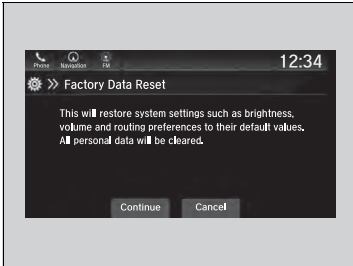 Phone Navigation FM 12:34
Factory Data Reset
This will restore system settings such as brightness,
volume and routing preferences to their default values.
All personal data will be cleared.
Continue Cancel